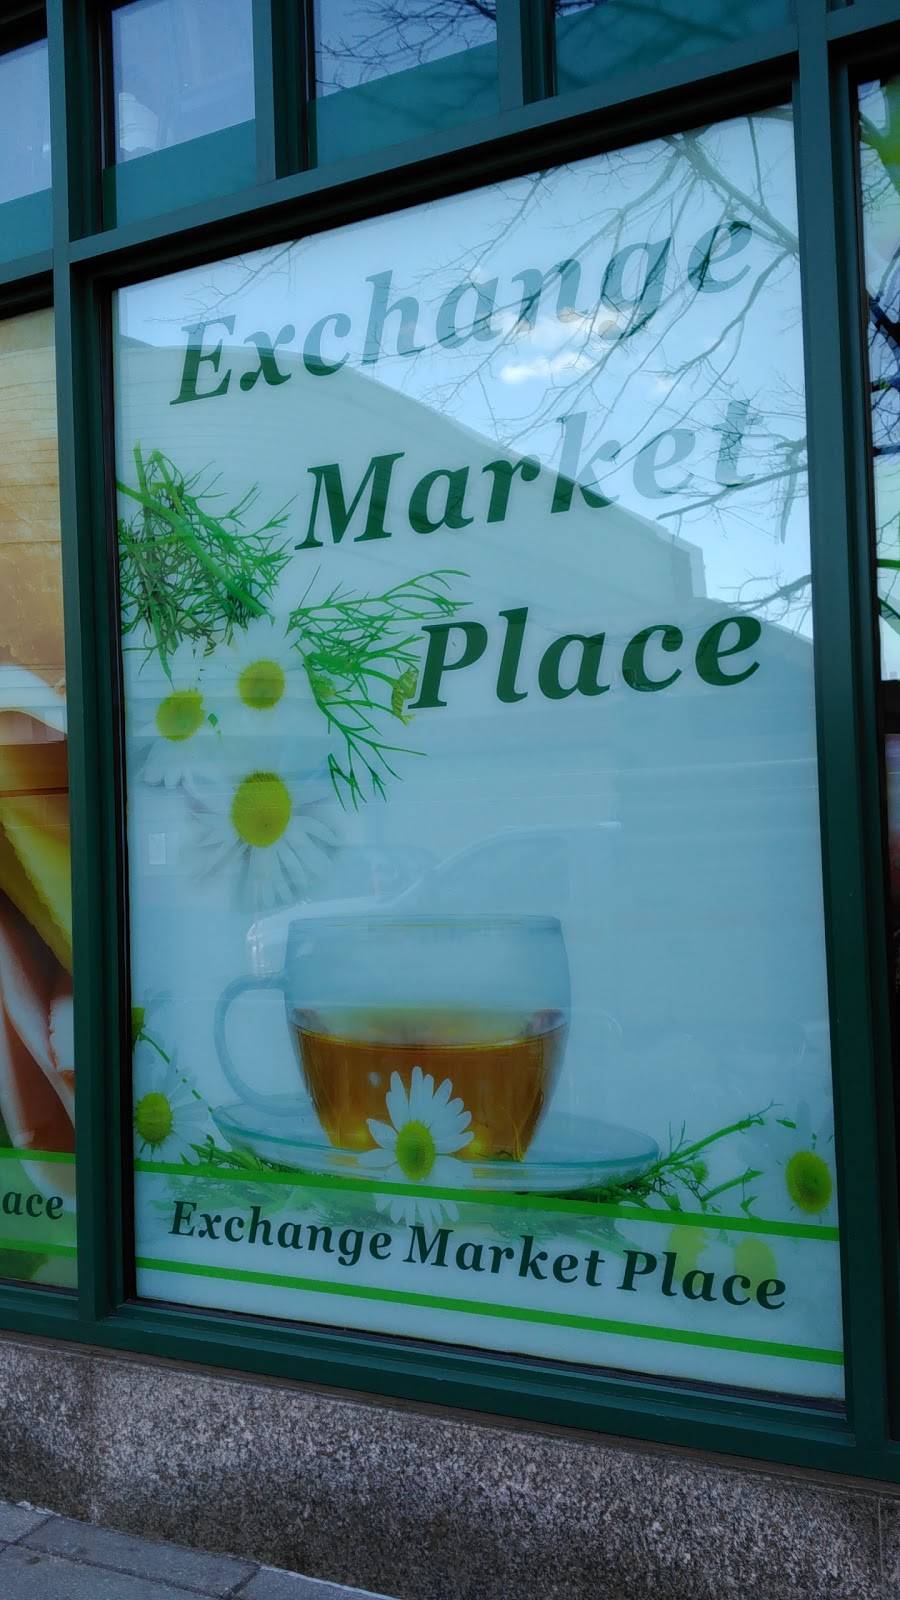 Exchange
Market
Place
ace
Exchange Market Place